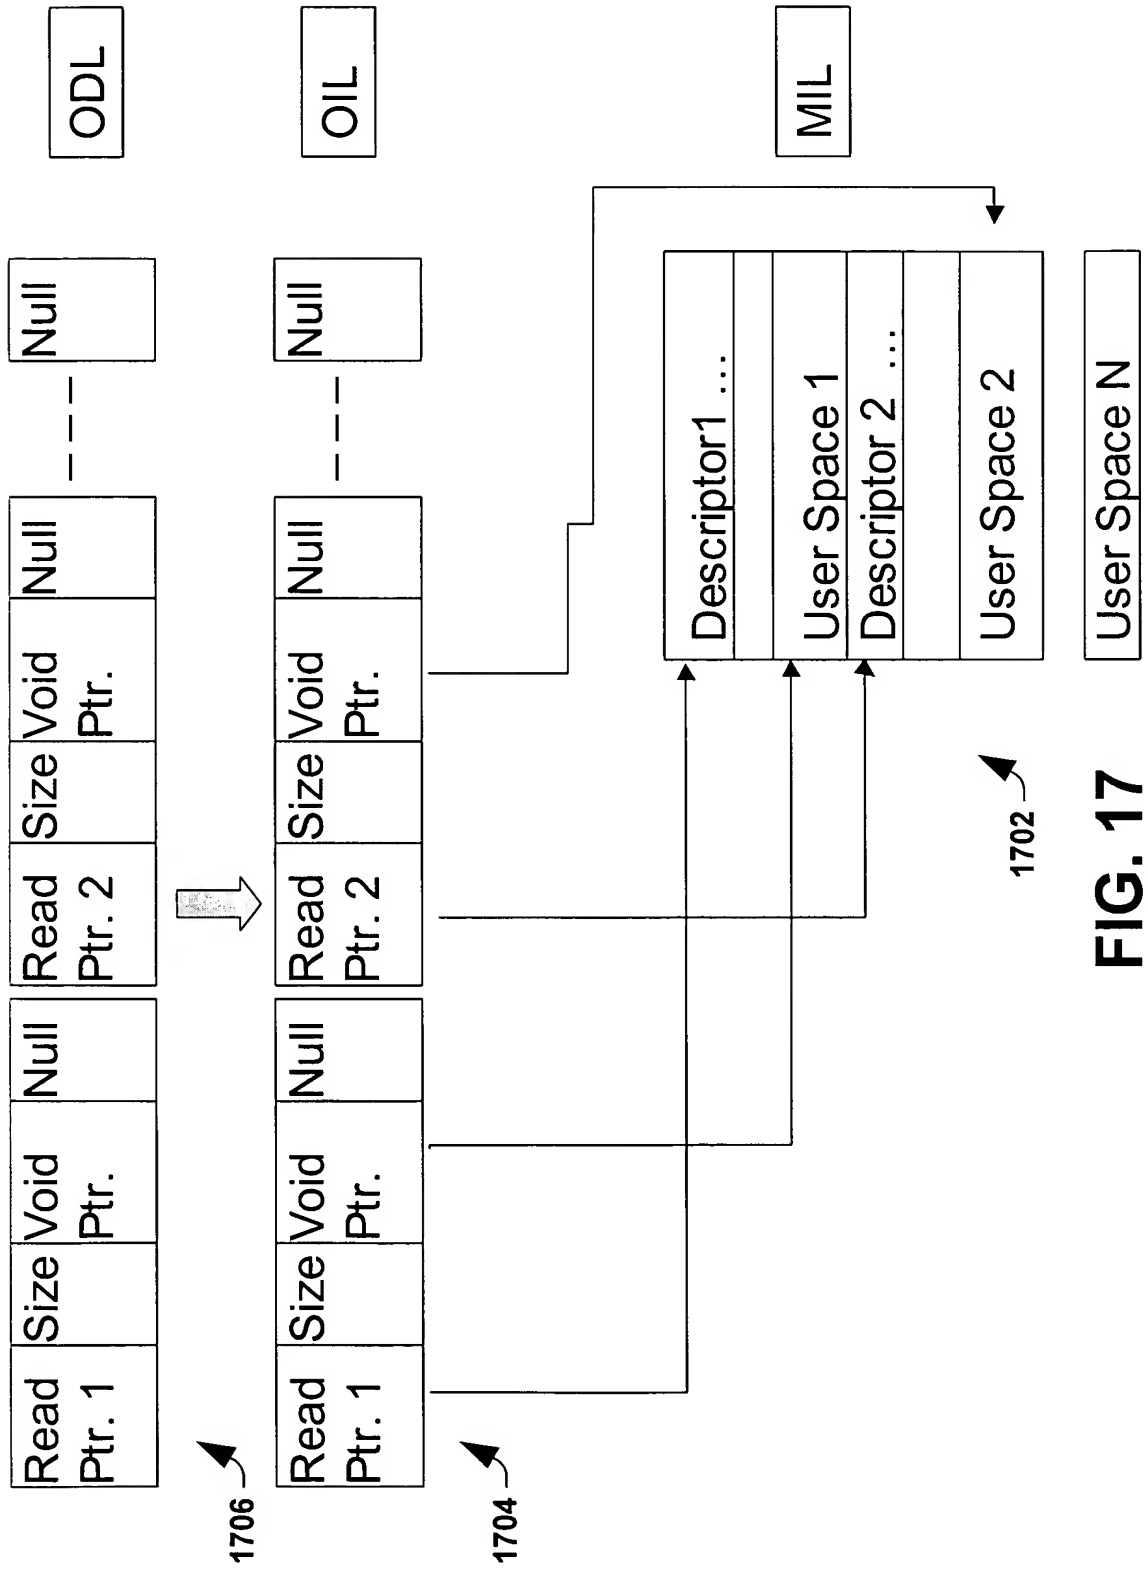 Read
Ptr. 1
Size
Void
Ptr.
Null
Read
Ptr. 2
Size
Void
Ptr.
Null
Null
ODL
1706
Read
Ptr. 1
Size
Void
Ptr.
Null
Read
Ptr. 2
Size
Void
Ptr.
Null
Null
OIL
1704
Descriptor1 ...
User Space 1
Descriptor 2 ...
User Space 2
User Space N
MIL
1702
FIG. 17